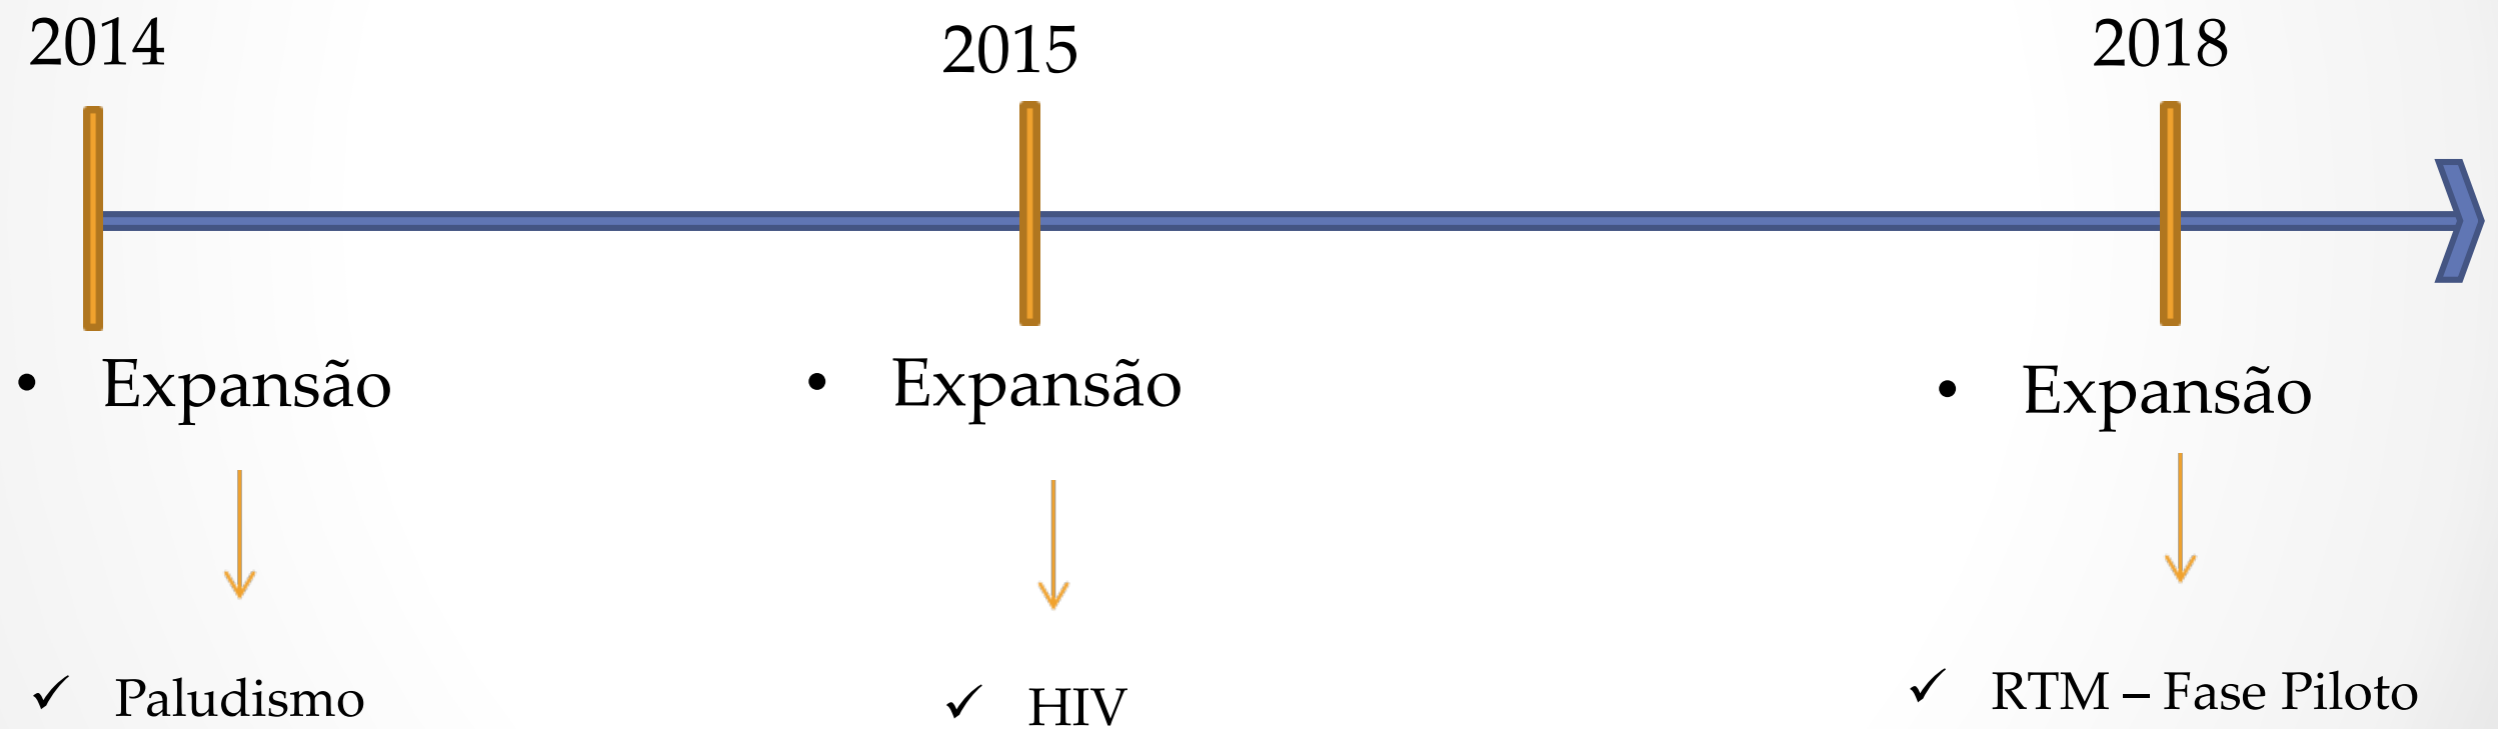 2014
2015
2018
• Expansão
• Expansão
• Expansão
✓ Paludismo
✓ HIV
✓ RTM – Fase Piloto